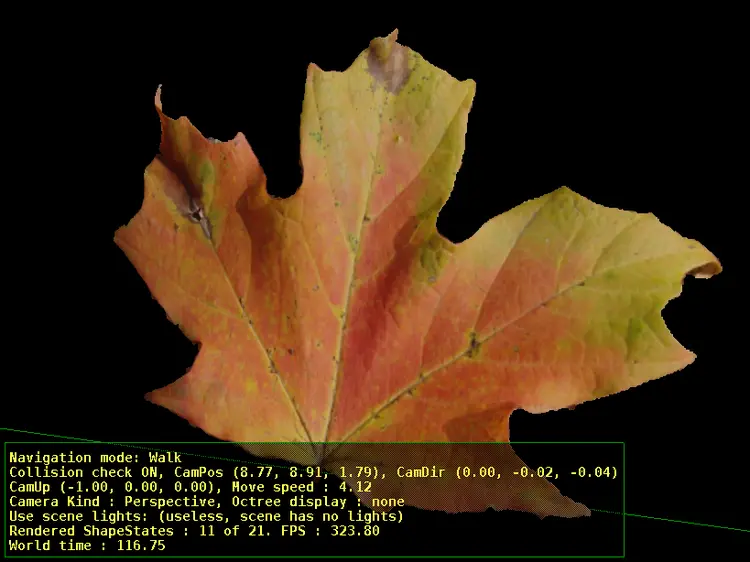 Navigation mode: Walk
Collision check ON, CamPos (8.77, 8.91, 1.79), CamDir (0.00, -0.02, -0.04)
CamUp (-1.00, 0.00, 0.00), Move speed : 4.12
Camera Kind : Perspective, Octree display : none
Use scene lights: (useless, scene has no lights)
Rendered ShapeStates : 11 of 21. FPS : 323.80
World time : 116.75